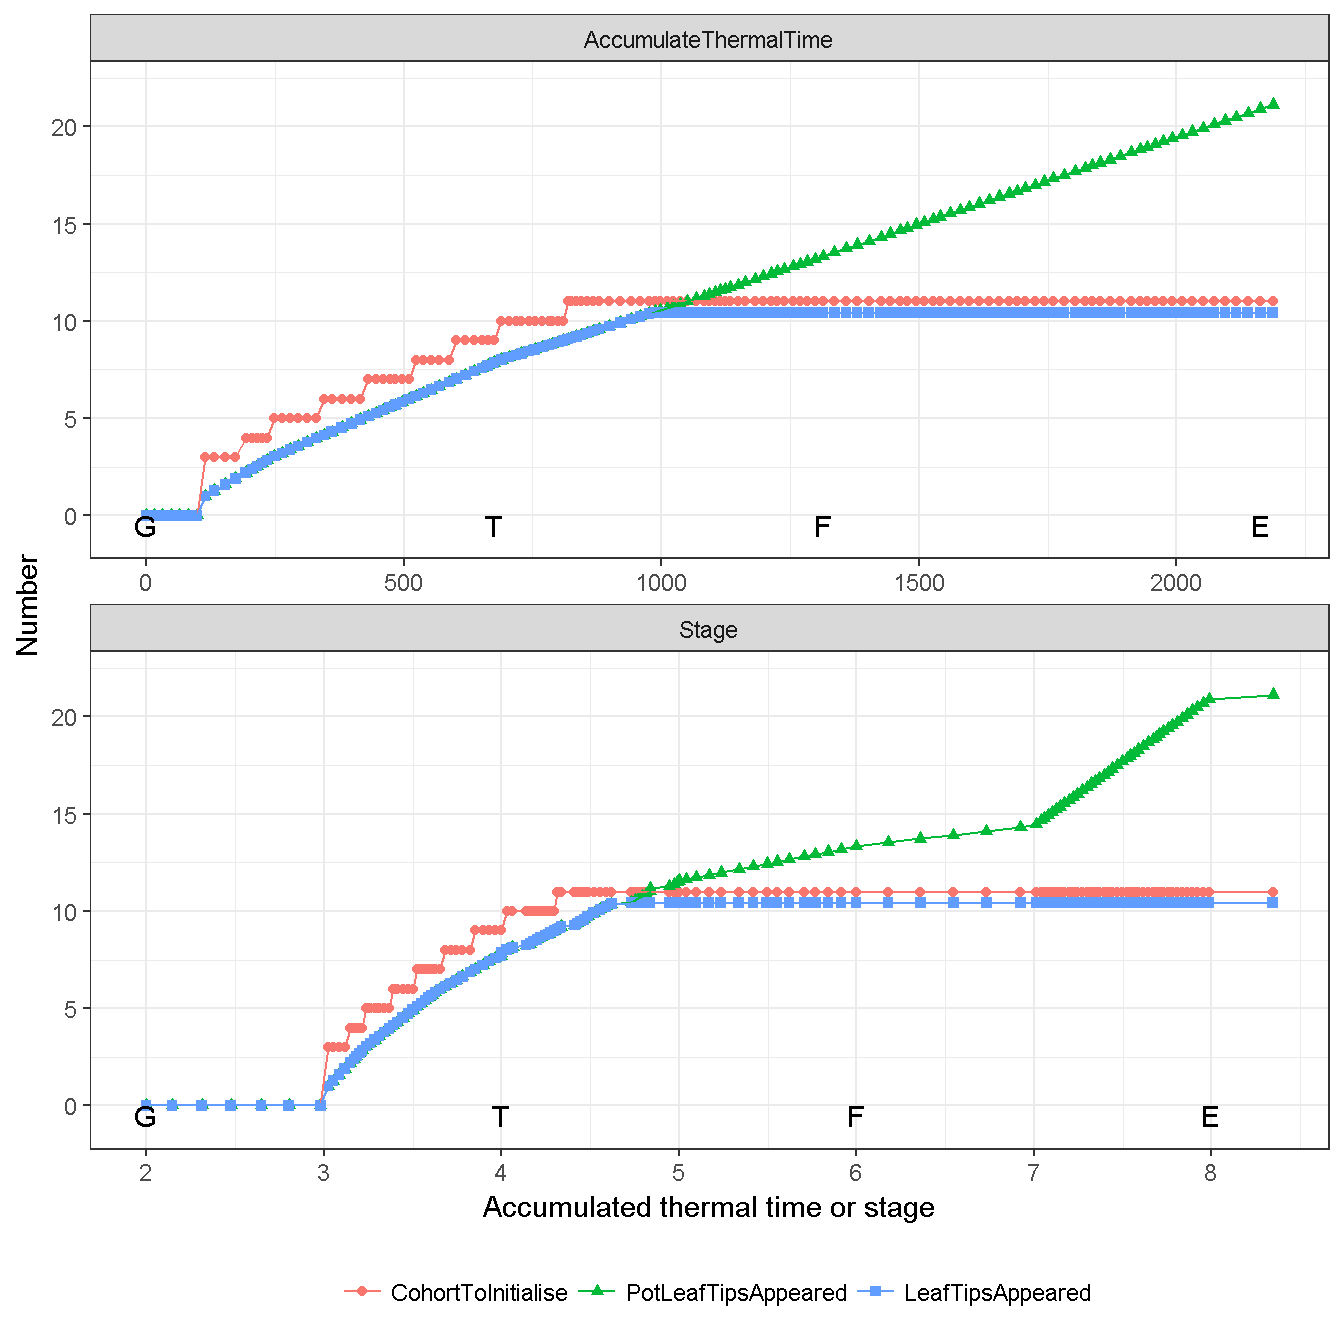 AccumulateThermalTime
20
15
10
5
0
G T F E
0 500 1000 1500 2000
Number
Stage
20
15
10
5
0
G T F E
2 3 4 5 6 7 8
Accumulated thermal time or stage
CohortToInitialise PotLeafTipsAppeared LeafTipsAppeared